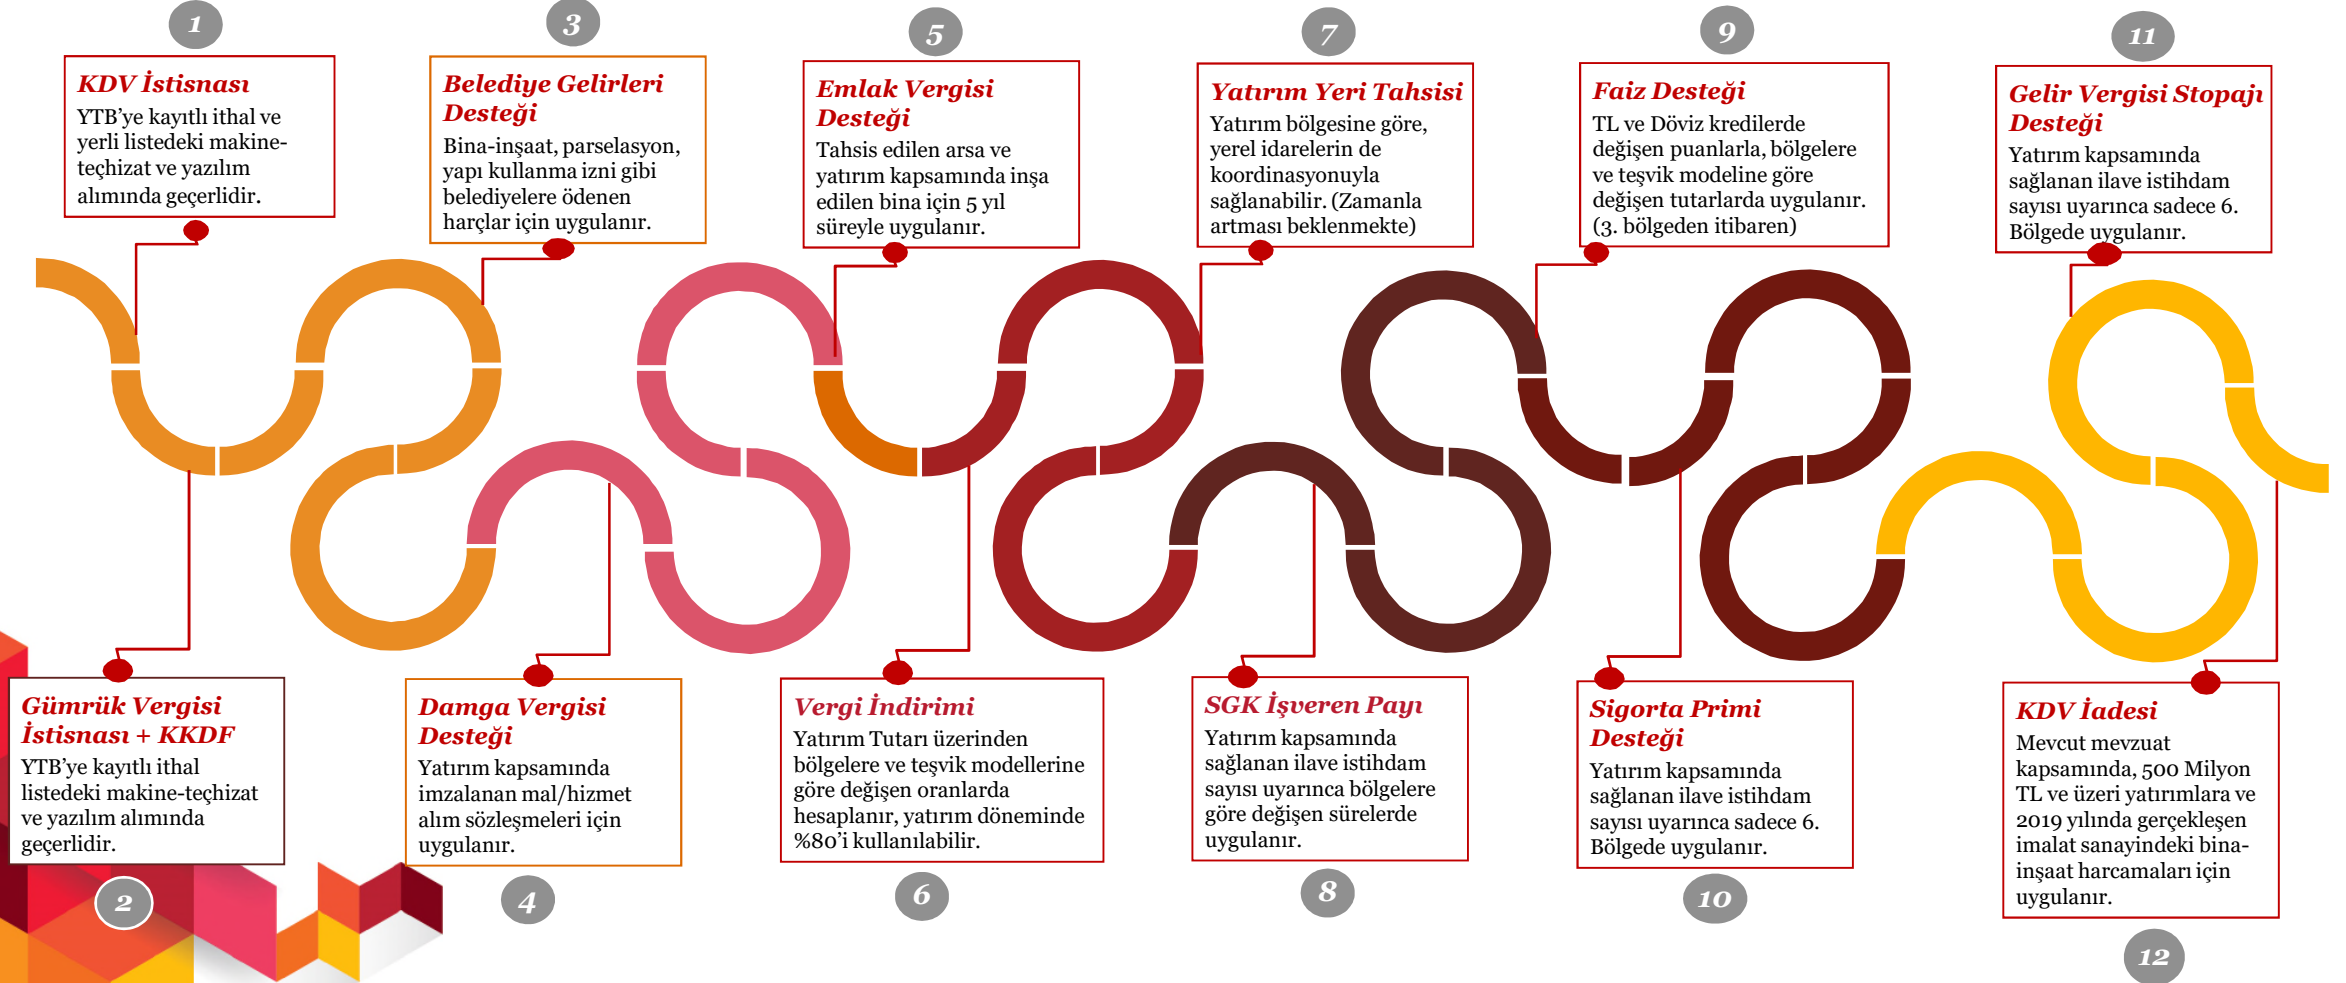 1
KDV İstisnası
YTB’ye kayıtlı ithal ve
yerli listedeki makine-
teçhizat ve yazılım
alımında geçerlidir.
2
Gümrük Vergisi
İstisnası + KKDF
YTB’ye kayıtlı ithal
listedeki makine-teçhizat
ve yazılım alımında
geçerlidir.
3
Belediye Gelirleri
Desteği
Bina-inşaat, parselasyon,
yapı kullanma izni gibi
belediyelere ödenen
harçlar için uygulanır.
4
Damga Vergisi
Desteği
Yatırım kapsamında
imzalanan mal/hizmet
alım sözleşmeleri için
uygulanır.
5
Emlak Vergisi
Desteği
Tahsis edilen arsa ve
yatırım kapsamında inşa
edilen bina için 5 yıl
süreyle uygulanır.
6
Vergi İndirimi
Yatırım Tutarı üzerinden
bölgelere ve teşvik modellerine
göre değişen oranlarda
hesaplanır, yatırım döneminde
%80’i kullanılabilir.
7
Yatırım Yeri Tahsisi
Yatırım bölgesine göre,
yerel idarelerin de
koordinasyonuyla
sağlanabilir. (Zamanla
artması beklenmekte)
8
SGK İşveren Payı
Yatırım kapsamında
sağlanan ilave istihdam
sayısı uyarınca bölgelere
göre değişen sürelerde
uygulanır.
9
Faiz Desteği
TL ve Döviz kredilerde
değişen puanlarla, bölgelere
ve teşvik modeline göre
değişen tutarlarda uygulanır.
(3. bölgeden itibaren)
10
Sigorta Primi
Desteği
Yatırım kapsamında
sağlanan ilave istihdam
sayısı uyarınca sadece 6.
Bölgede uygulanır.
11
Gelir Vergisi Stopajı
Desteği
Yatırım kapsamında
sağlanan ilave istihdam
sayısı uyarınca sadece 6.
Bölgede uygulanır.
12
KDV İadesi
Mevcut mevzuat
kapsamında, 500 Milyon
TL ve üzeri yatırımlara ve
2019 yılında gerçekleşen
imalat sanayindeki bina-
inşaat harcamaları için
uygulanır.